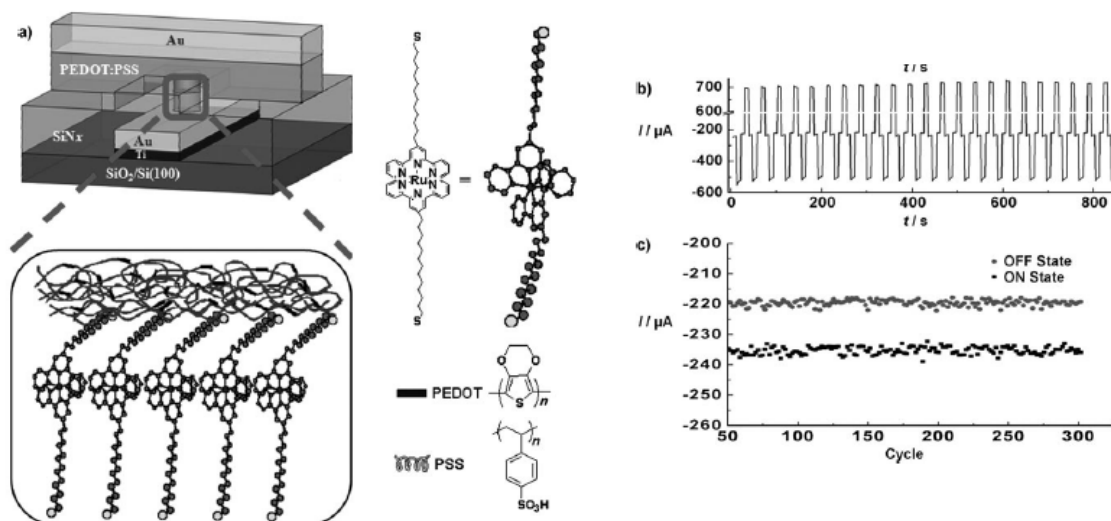 a)
Au
PEDOT:PSS
SiNx
Au
Ti
SiO₂/Si(100)
S
N N
N Ru N
N N
=
S
PEDOT
O O
S n
PSS
n
SO₃H
b)
t / s
700
600
-200
I / µA
-400
-600
0 200 400 600 800
t / s
c)
-200
-210
OFF State
ON State
-220
I / µA
-230
-240
-250
-260
50 100 150 200 250 300
Cycle